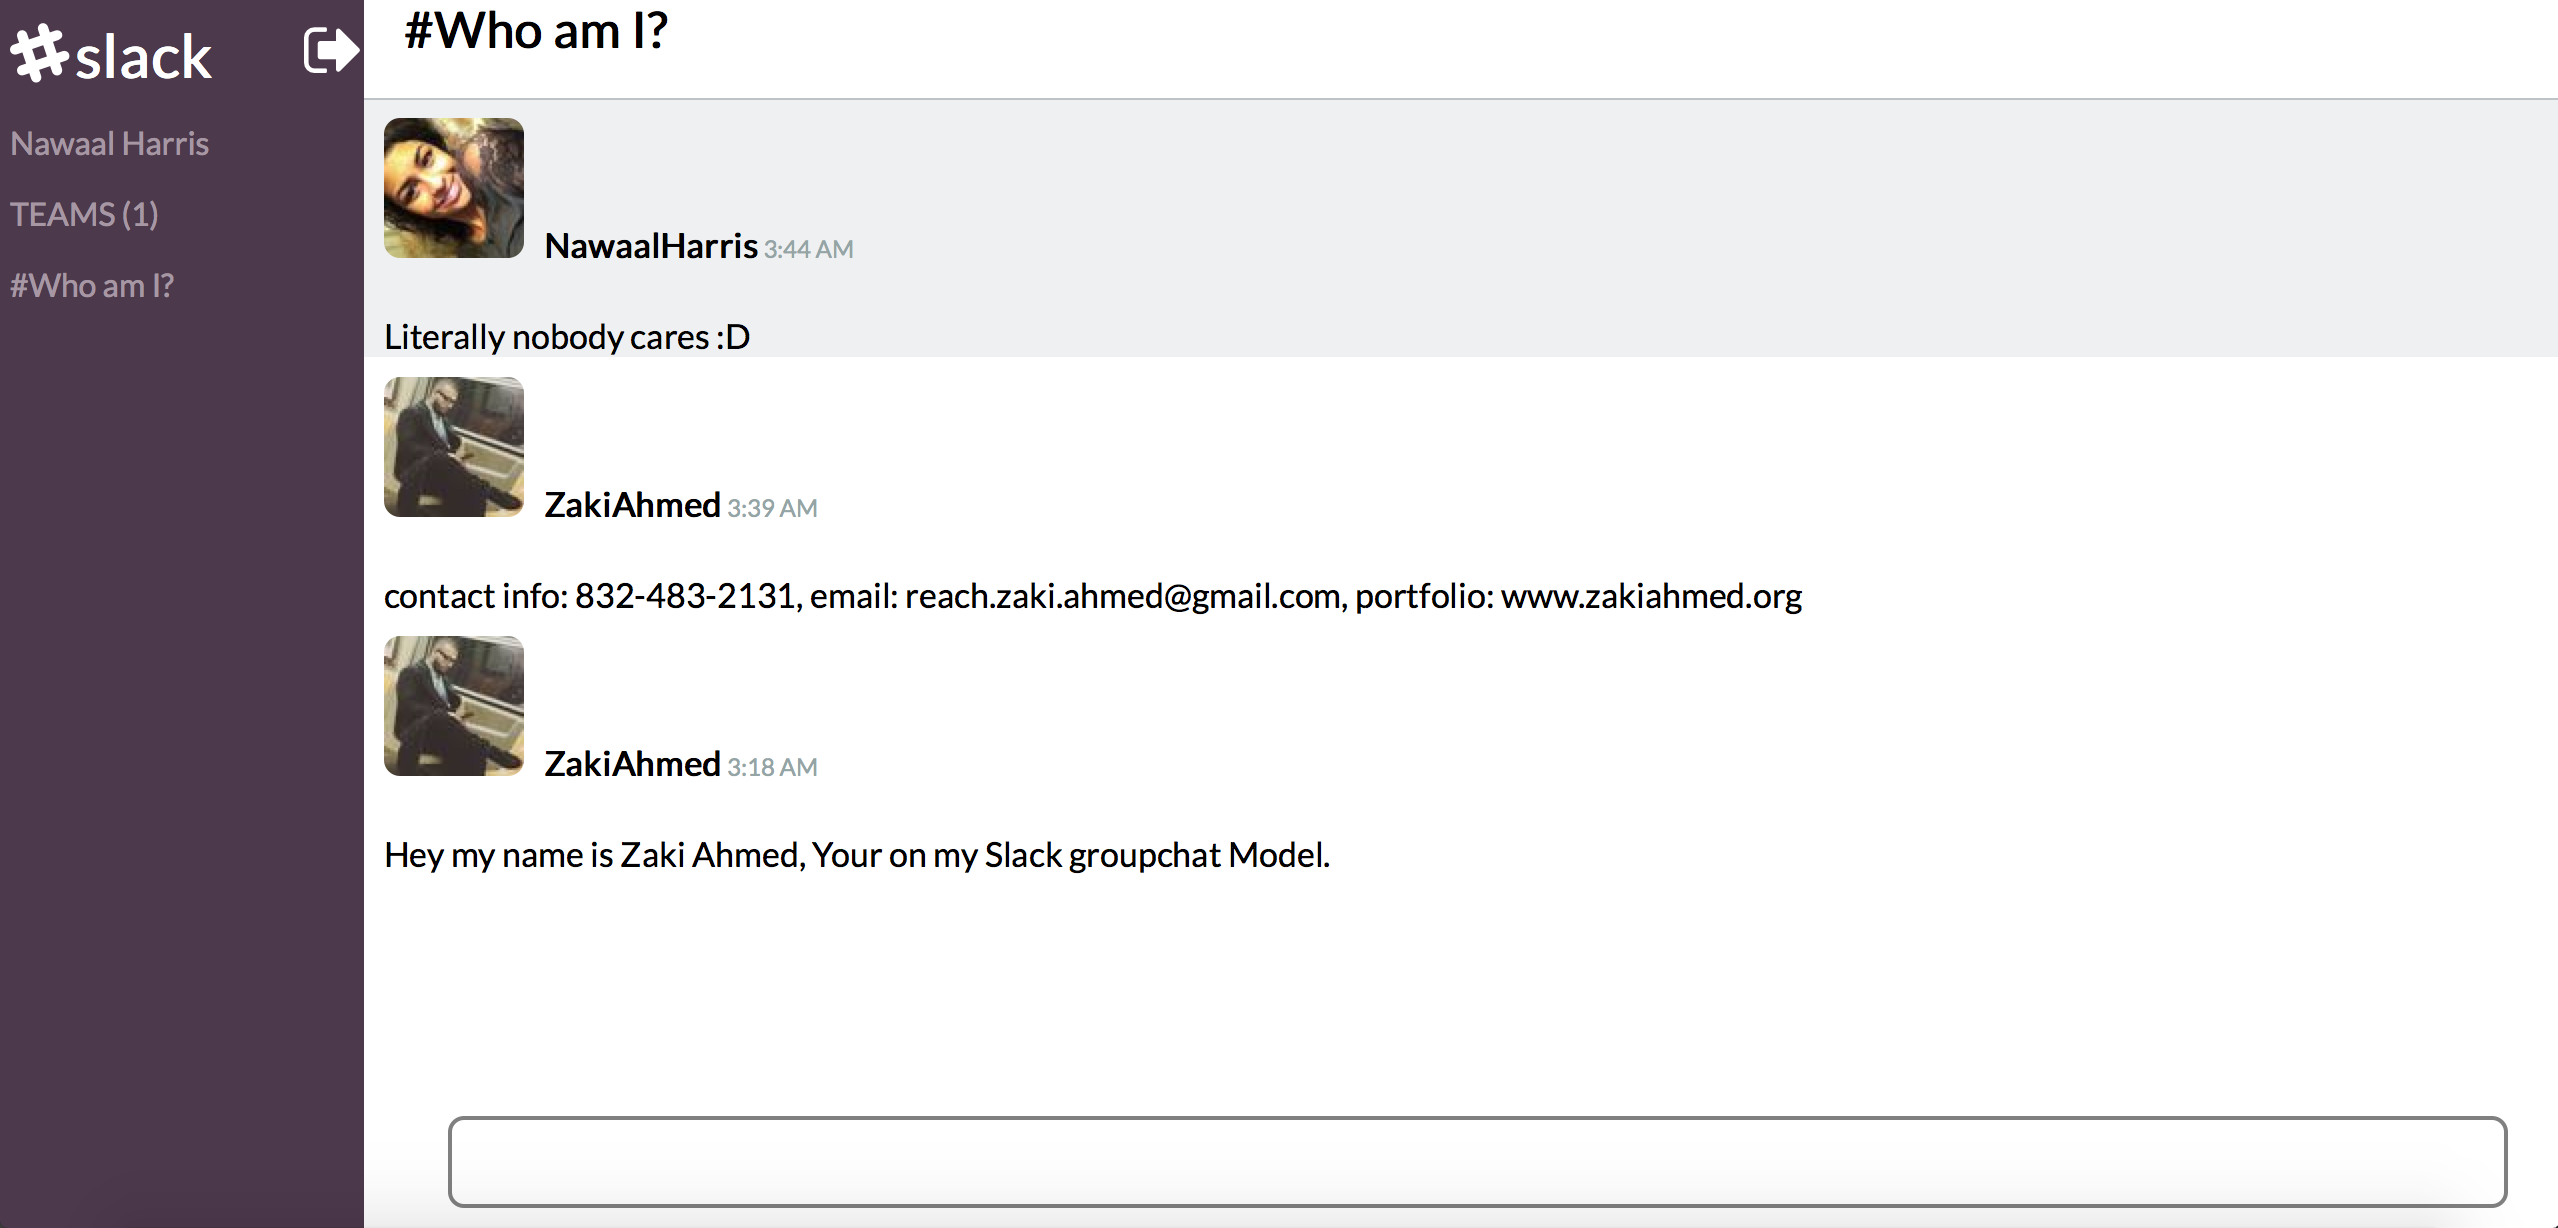 slack
Nawaal Harris
TEAMS (1)
#Who am I?
#Who am I?
NawaalHarris 3:44 AM
Literally nobody cares :D
ZakiAhmed 3:39 AM
contact info: 832-483-2131, email: reach.zaki.ahmed@gmail.com, portfolio: www.zakiahmed.org
ZakiAhmed 3:18 AM
Hey my name is Zaki Ahmed, Your on my Slack groupchat Model.